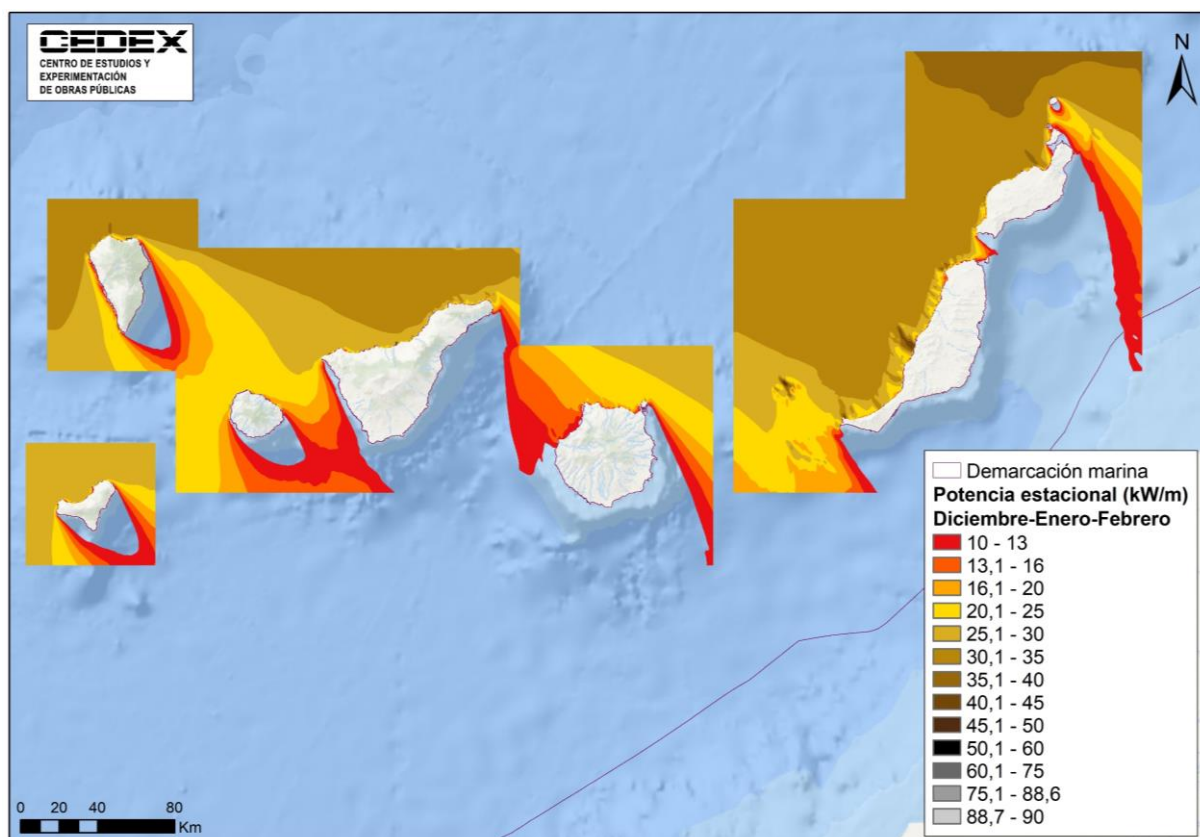 CEDEX
CENTRO DE ESTUDIOS Y
EXPERIMENTACIÓN
DE OBRAS PÚBLICAS
N
Demarcación marina
Potencia estacional (kW/m)
Diciembre-Enero-Febrero
10 - 13
13,1 - 16
16,1 - 20
20,1 - 25
25,1 - 30
30,1 - 35
35,1 - 40
40,1 - 45
45,1 - 50
50,1 - 60
60,1 - 75
75,1 - 88,6
88,7 - 90
0 20 40 80
Km